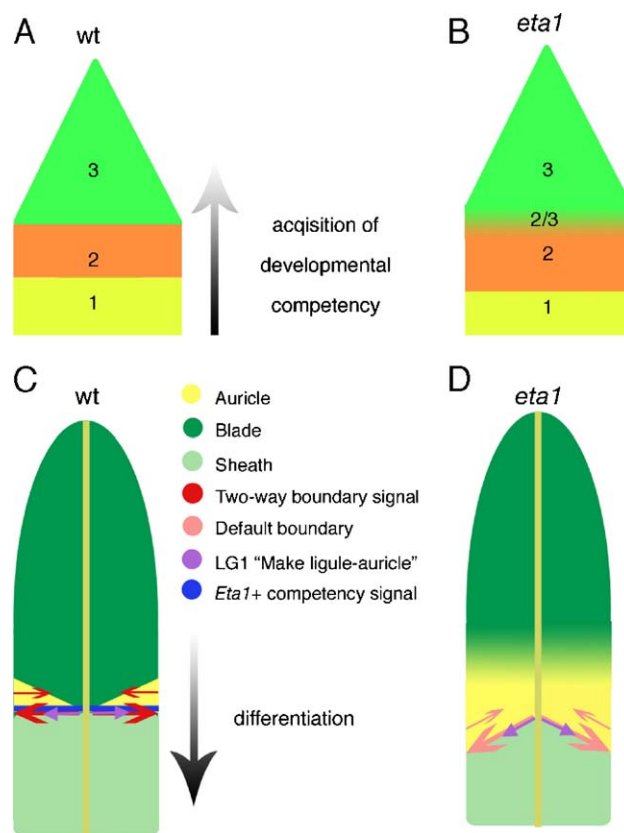 A
wt
B
eta1
3
3
2/3
2
2
1
1
acqisition of
developmental
competency
C
wt
D
eta1
Auricle
Blade
Sheath
Two-way boundary signal
Default boundary
LG1 “Make ligule-auricle”
Eta1+ competency signal
differentiation